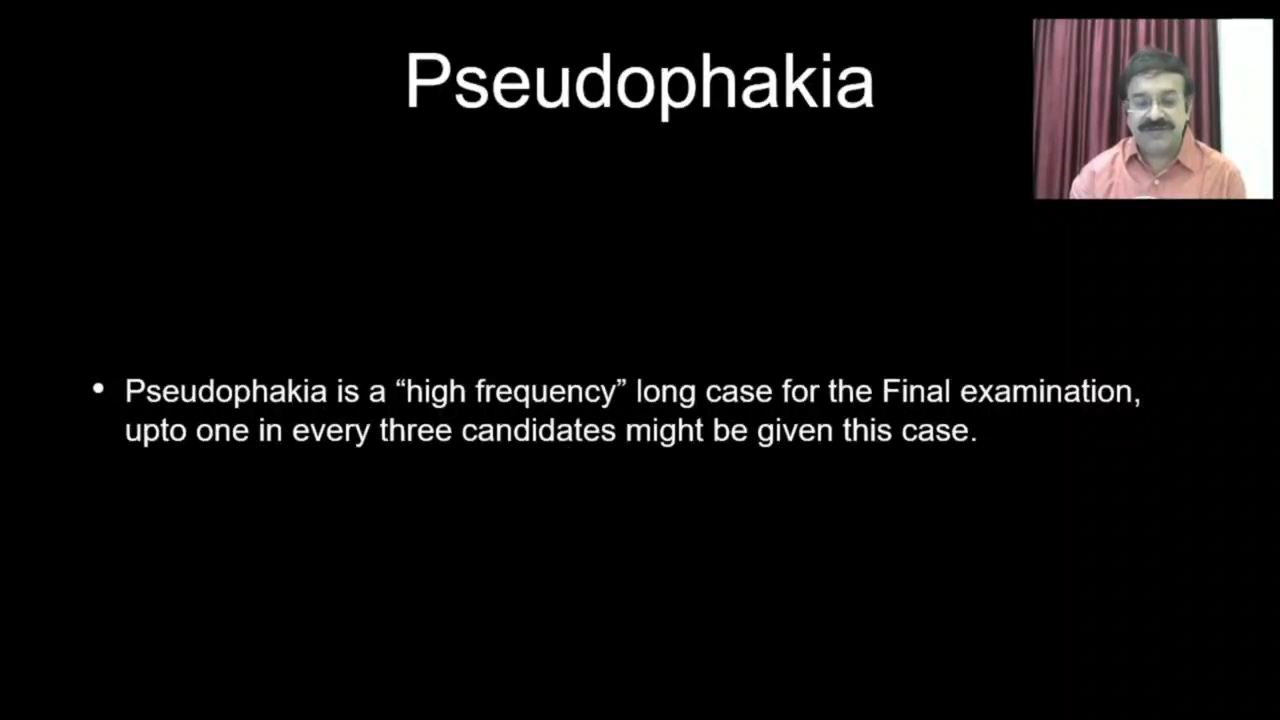 Pseudophakia
• Pseudophakia is a “high frequency” long case for the Final examination,
upto one in every three candidates might be given this case.